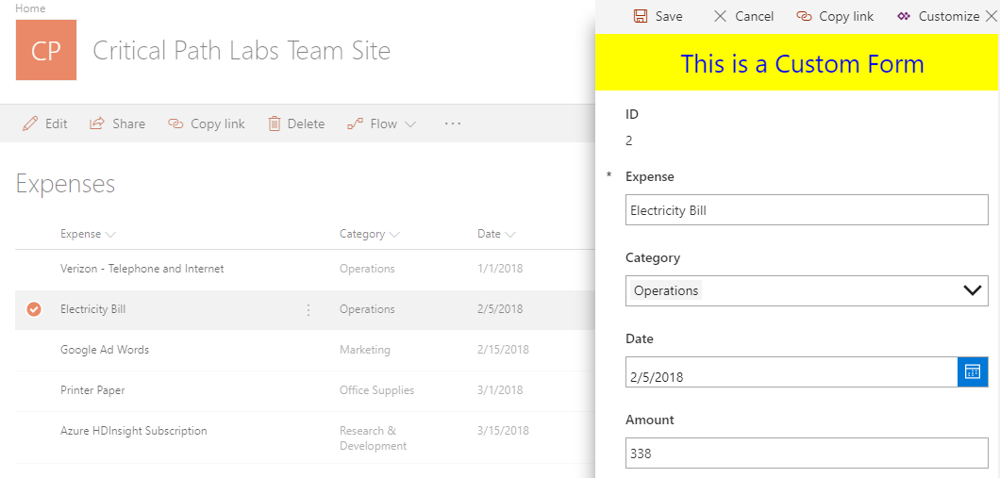 Home
CP
Critical Path Labs Team Site
Edit Share Copy link Delete Flow ···
Expenses
Expense Category Date
Verizon - Telephone and Internet Operations 1/1/2018
Electricity Bill Operations 2/5/2018
Google Ad Words Marketing 2/15/2018
Printer Paper Office Supplies 3/1/2018
Azure HDInsight Subscription Research &
Development 3/15/2018
Save Cancel Copy link Customize
This is a Custom Form
ID
2
* Expense
Electricity Bill
Category
Operations
Date
2/5/2018
Amount
338